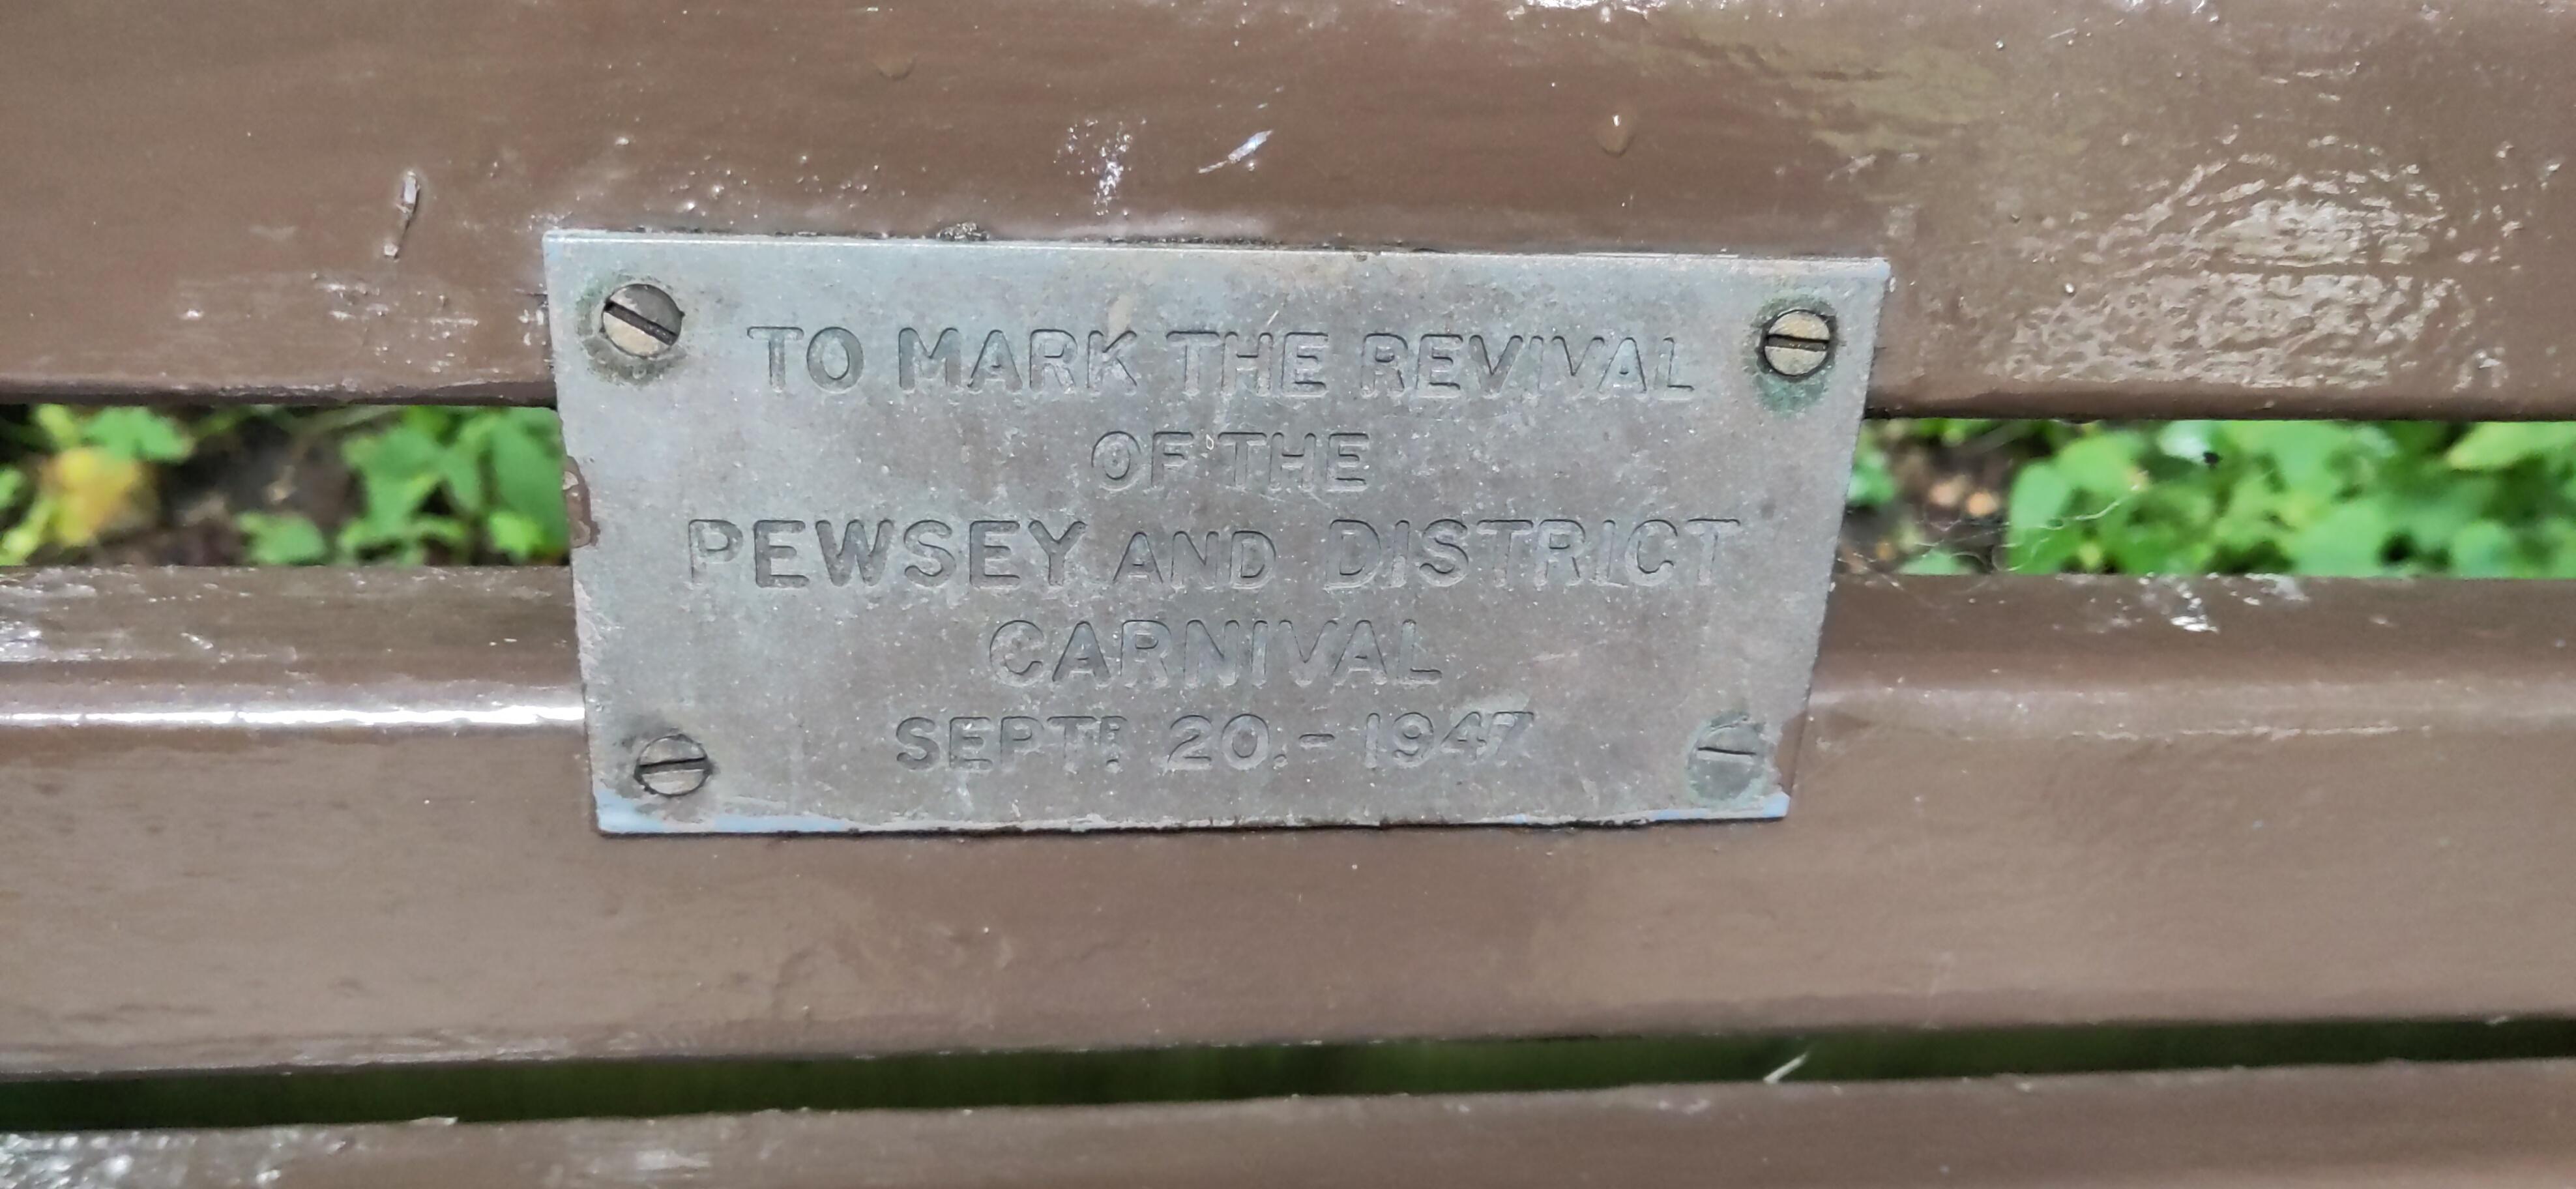 TO MARK THE REVIVAL
OF THE
PEWSEY AND DISTRICT
CARNIVAL
SEPTR. 20.-1947